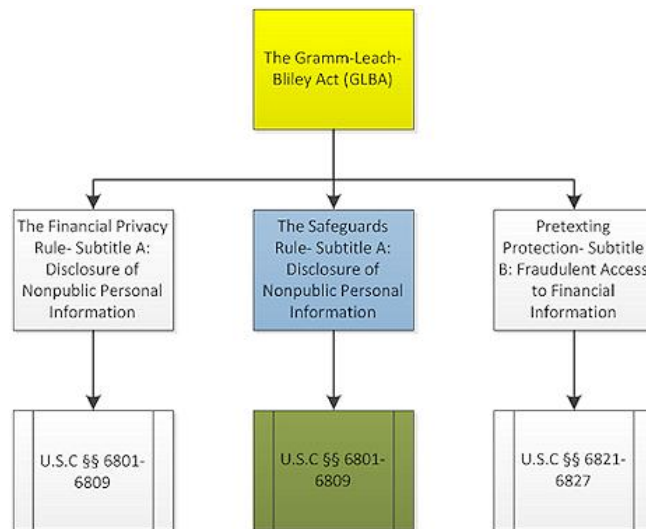 The Gramm-Leach-
Bliley Act (GLBA)
The Financial Privacy
Rule- Subtitle A:
Disclosure of
Nonpublic Personal
Information
The Safeguards
Rule- Subtitle A:
Disclosure of
Nonpublic Personal
Information
Pretexting
Protection- Subtitle
B: Fraudulent Access
to Financial
Information
U.S.C §§ 6801-
6809
U.S.C §§ 6801-
6809
U.S.C §§ 6821-
6827